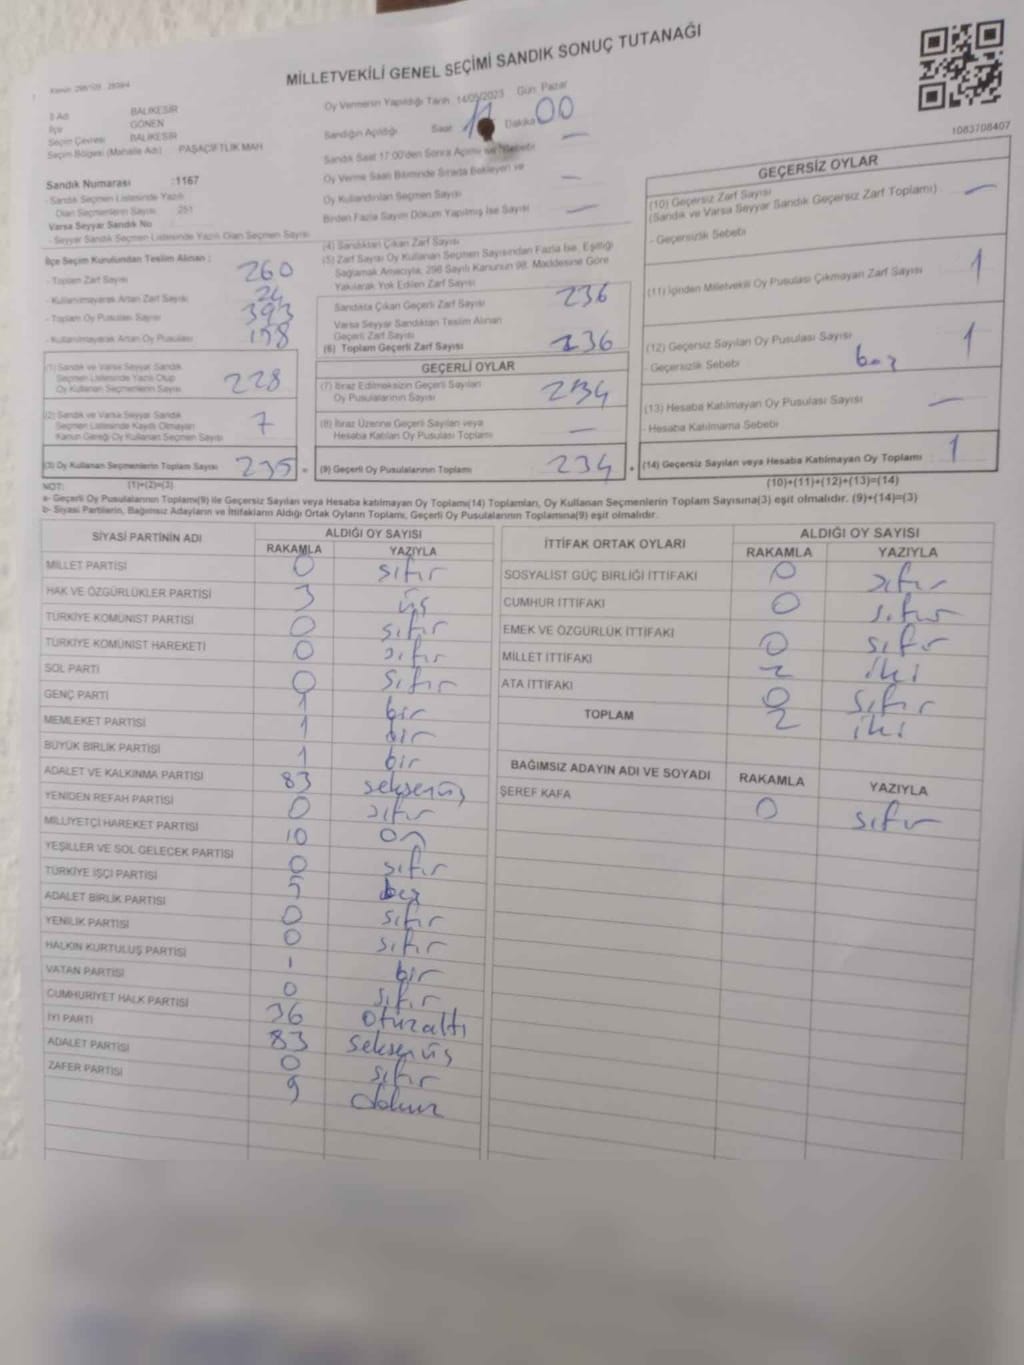 MİLLETVEKİLİ GENEL SEÇİMİ SANDIK SONUÇ TUTANAĞI
1083708407
İl Adı BALIKESİR
İlçe GÖNEN
Seçim Çevresi BALIKESİR
Seçim Bölgesi (Mahalle Adı) : PAŞAÇİFTLİK MAH
Sandık Numarası :1167
- Sandık Seçmen Listesinde Yazılı
Olan Seçmenlerin Sayısı 251
Varsa Seyyar Sandık No
- Seyyar Sandık Seçmen Listesinde Yazılı Olan Seçmen Sayısı
İlçe Seçim Kurulundan Teslim Alınan :
- Toplam Zarf Sayısı 260
- Kullanılmayarak Artan Zarf Sayısı 24
- Toplam Oy Pusulası Sayısı 393
- Kullanılmayarak Artan Oy Pusulası 158
(1) Sandık ve Varsa Seyyar Sandık
Seçmen Listesinde Yazılı Olup
Oy Kullanan Seçmenlerin Sayısı 228
(2) Sandık ve Varsa Seyyar Sandık
Seçmen Listesinde Kayıtlı Olmayan
Kanun Gereği Oy Kullanan Seçmen Sayısı 7
(3) Oy Kullanan Seçmenlerin Toplam Sayısı 235
Oy Vermenin Yapıldığı Tarih 14/05/2023 Gün: Pazar
Sandığın Açıldığı Saat Dakika 00
Sandık Saat 17:00'den Sonra Açılmış ise Sebebi —
Oy Verme Saati Bitiminde Sırada Bekleyen ve
Oy Kullandırılan Seçmen Sayısı —
Birden Fazla Sayım Döküm Yapılmış İse Sayısı —
(4) Sandıktan Çıkan Zarf Sayısı
(5) Zarf Sayısı Oy Kullanan Seçmen Sayısından Fazla İse, Eşitliği
Sağlamak Amacıyla, 298 Sayılı Kanunun 98. Maddesine Göre
Yakılarak Yok Edilen Zarf Sayısı
Sandıkta Çıkan Geçerli Zarf Sayısı 236
Varsa Seyyar Sandıktan Teslim Alınan
Geçerli Zarf Sayısı
(6) Toplam Geçerli Zarf Sayısı 236
GEÇERLİ OYLAR
(7) İtiraz Edilmeksizin Geçerli Sayılan
Oy Pusulalarının Sayısı 234
(8) İtiraz Üzerine Geçerli Sayılan veya
Hesaba Katılan Oy Pusulası Toplamı —
(9) Geçerli Oy Pusulalarının Toplamı 234
GEÇERSİZ OYLAR
(10) Geçersiz Zarf Sayısı —
(Sandık ve Varsa Seyyar Sandık Geçersiz Zarf Toplamı)
- Geçersizlik Sebebi
(11) İçinden Milletvekili Oy Pusulası Çıkmayan Zarf Sayısı 1
(12) Geçersiz Sayılan Oy Pusulası Sayısı 1
- Geçersizlik Sebebi boş
(13) Hesaba Katılmayan Oy Pusulası Sayısı —
- Hesaba Katılmama Sebebi
(14) Geçersiz Sayılan veya Hesaba Katılmayan Oy Toplamı 1
NOT: (1)+(2)=(3) (10)+(11)+(12)+(13)=(14)
a- Geçerli Oy Pusulalarının Toplamı(9) ile Geçersiz Sayılan veya Hesaba katılmayan Oy Toplamı(14) Toplamları, Oy Kullanan Seçmenlerin Toplam Sayısına(3) eşit olmalıdır. (9)+(14)=(3)
b- Siyasi Partilerin, Bağımsız Adayların ve İttifakların Aldığı Ortak Oyların Toplamı, Geçerli Oy Pusulalarının Toplamına(9) eşit olmalıdır.
SİYASİ PARTİNİN ADI ALDIĞI OY SAYISI
RAKAMLA YAZIYLA
MİLLET PARTİSİ 0 sıfır
HAK VE ÖZGÜRLÜKLER PARTİSİ 3 üç
TÜRKİYE KOMÜNİST PARTİSİ 0 sıfır
TÜRKİYE KOMÜNİST HAREKETİ 0 sıfır
SOL PARTİ 0 sıfır
GENÇ PARTİ 1 bir
MEMLEKET PARTİSİ 1 bir
BÜYÜK BİRLİK PARTİSİ 1 bir
ADALET VE KALKINMA PARTİSİ 83 seksenüç
YENİDEN REFAH PARTİSİ 0 sıfır
MİLLİYETÇİ HAREKET PARTİSİ 10 on
YEŞİLLER VE SOL GELECEK PARTİSİ 0 sıfır
TÜRKİYE İŞÇİ PARTİSİ 5 beş
ADALET BİRLİK PARTİSİ 0 sıfır
YENİLİK PARTİSİ 0 sıfır
HALKIN KURTULUŞ PARTİSİ 1 bir
VATAN PARTİSİ 0 sıfır
CUMHURİYET HALK PARTİSİ 36 otuzaltı
İYİ PARTİ 83 seksenüç
ADALET PARTİSİ 0 sıfır
ZAFER PARTİSİ 9 dokuz
İTTİFAK ORTAK OYLARI ALDIĞI OY SAYISI
RAKAMLA YAZIYLA
SOSYALİST GÜÇ BİRLİĞİ İTTİFAKI 0 sıfır
CUMHUR İTTİFAKI 0 sıfır
EMEK VE ÖZGÜRLÜK İTTİFAKI 0 sıfır
MİLLET İTTİFAKI 2 iki
ATA İTTİFAKI 0 sıfır
TOPLAM 2 iki
BAĞIMSIZ ADAYIN ADI VE SOYADI RAKAMLA YAZIYLA
ŞEREF KAFA 0 sıfır